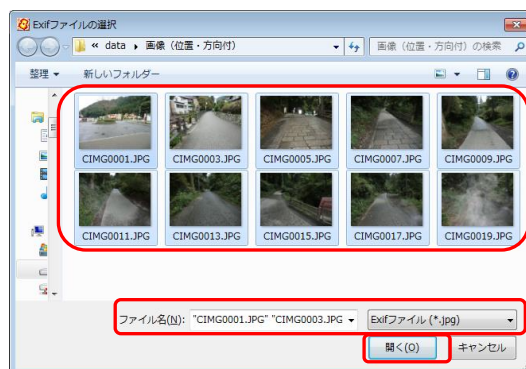 Exifファイルの選択
« data ▸ 画像（位置・方向付） 画像（位置・方向付）の検索
整理 ▼ 新しいフォルダー
CIMG0001.JPG CIMG0003.JPG CIMG0005.JPG CIMG0007.JPG CIMG0009.JPG
CIMG0011.JPG CIMG0013.JPG CIMG0015.JPG CIMG0017.JPG CIMG0019.JPG
ファイル名(N): "CIMG0001.JPG" "CIMG0003.JPG Exifファイル (*.jpg)
開く(O) キャンセル